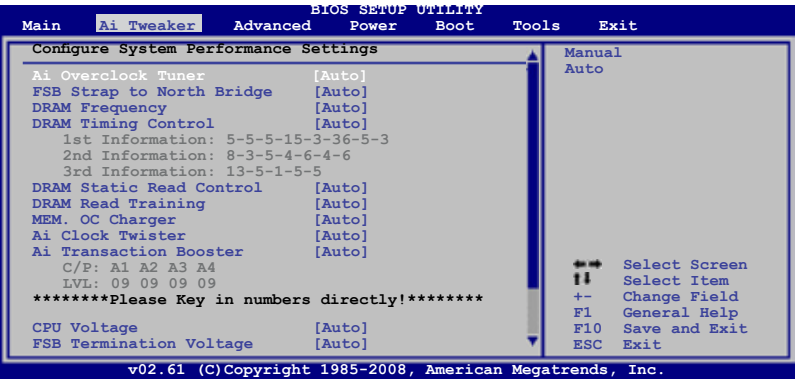 BIOS SETUP UTILITY
Main Ai Tweaker Advanced Power Boot Tools Exit
Configure System Performance Settings
Ai Overclock Tuner [Auto]
FSB Strap to North Bridge [Auto]
DRAM Frequency [Auto]
DRAM Timing Control [Auto]
1st Information: 5-5-5-15-3-36-5-3
2nd Information: 8-3-5-4-6-4-6
3rd Information: 13-5-1-5-5
DRAM Static Read Control [Auto]
DRAM Read Training [Auto]
MEM. OC Charger [Auto]
Ai Clock Twister [Auto]
Ai Transaction Booster [Auto]
C/P: A1 A2 A3 A4
LVL: 09 09 09 09
********Please Key in numbers directly!********
CPU Voltage [Auto]
FSB Termination Voltage [Auto]
Manual
Auto
Select Screen
Select Item
+- Change Field
F1 General Help
F10 Save and Exit
ESC Exit
v02.61 (C)Copyright 1985-2008, American Megatrends, Inc.